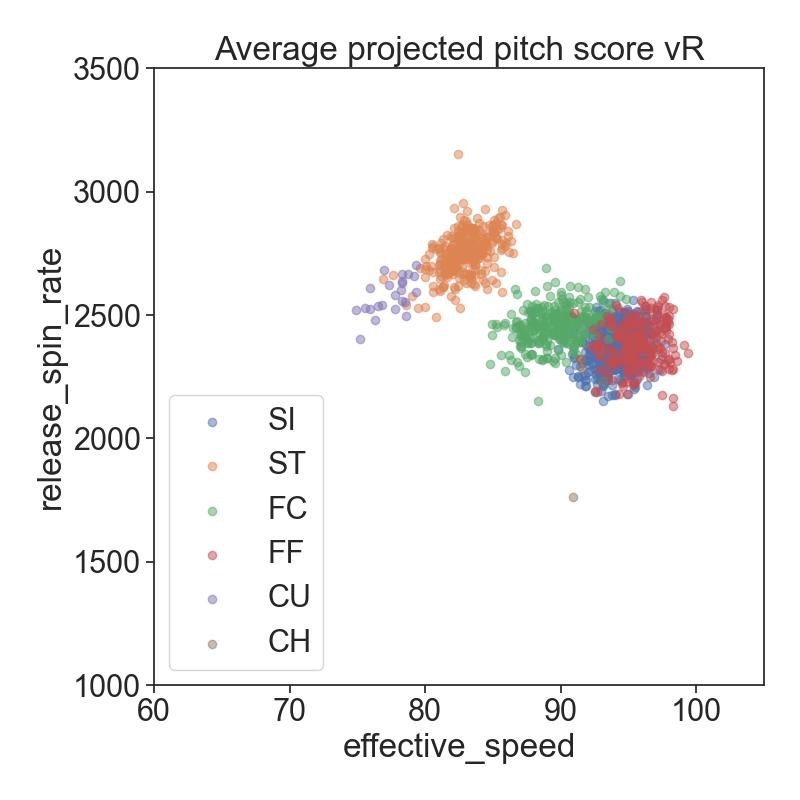 Average projected pitch score vR
3500
3000
2500
2000
1500
1000
release_spin_rate
SI
ST
FC
FF
CU
CH
60 70 80 90 100
effective_speed